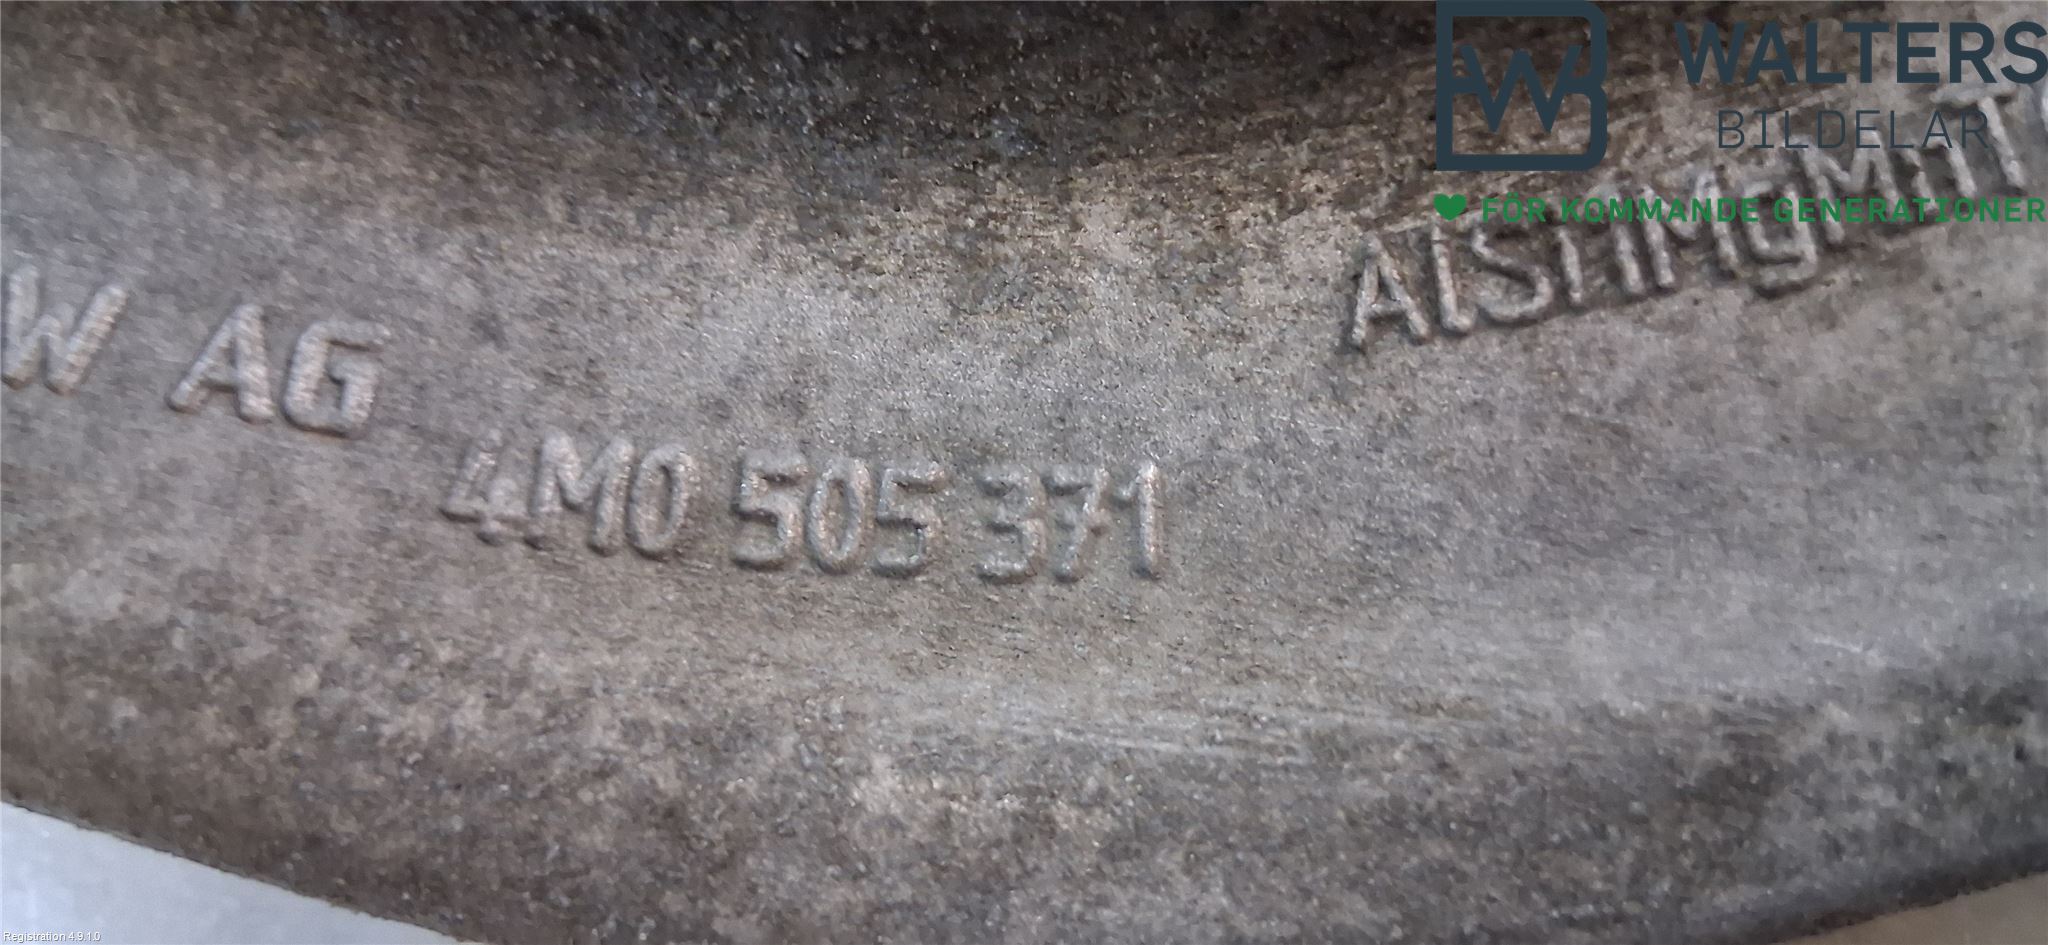 WALTERS
BILDELAR
FÖR KOMMANDE GENERATIONER
AlSi1MgMnT
W AG
4M0 505 371
Registration 4.9.1.0